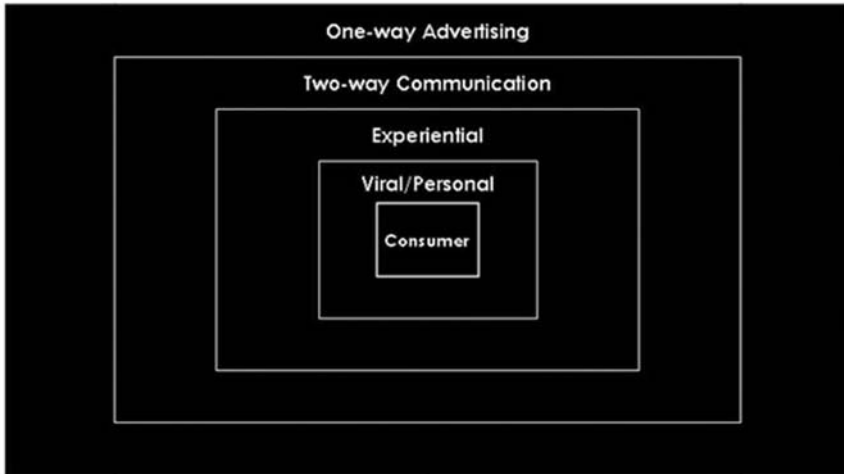 One-way Advertising
Two-way Communication
Experiential
Viral/Personal
Consumer